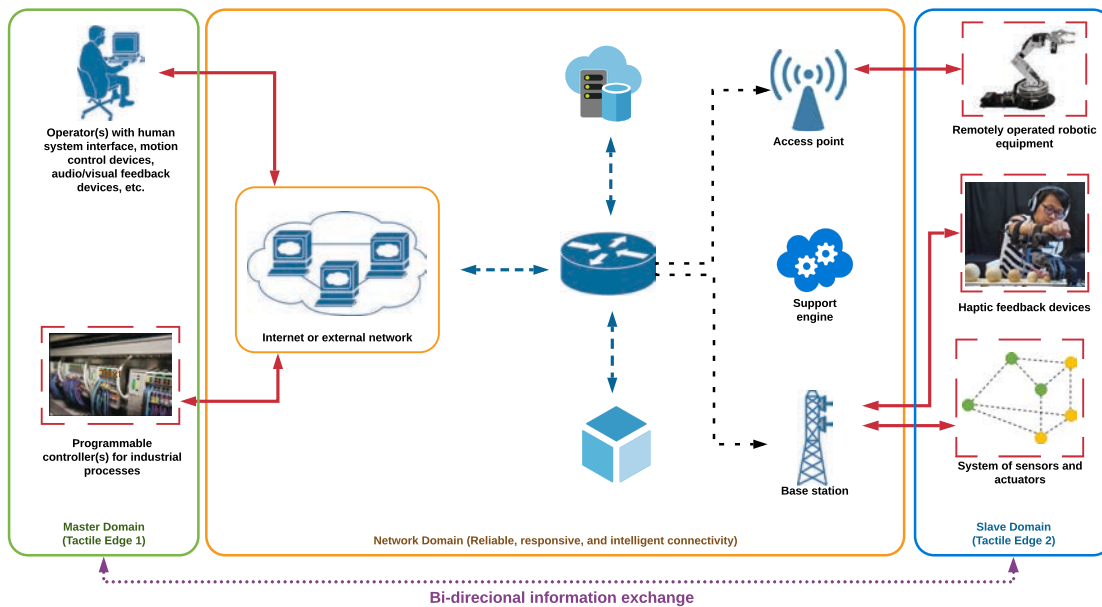 Operator(s) with human
system interface, motion
control devices,
audio/visual feedback
devices, etc.
Programmable
controller(s) for industrial
processes
Master Domain
(Tactile Edge 1)
Internet or external network
Access point
Support
engine
Base station
Network Domain (Reliable, responsive, and intelligent connectivity)
Remotely operated robotic
equipment
Haptic feedback devices
System of sensors and
actuators
Slave Domain
(Tactile Edge 2)
Bi-direcional information exchange